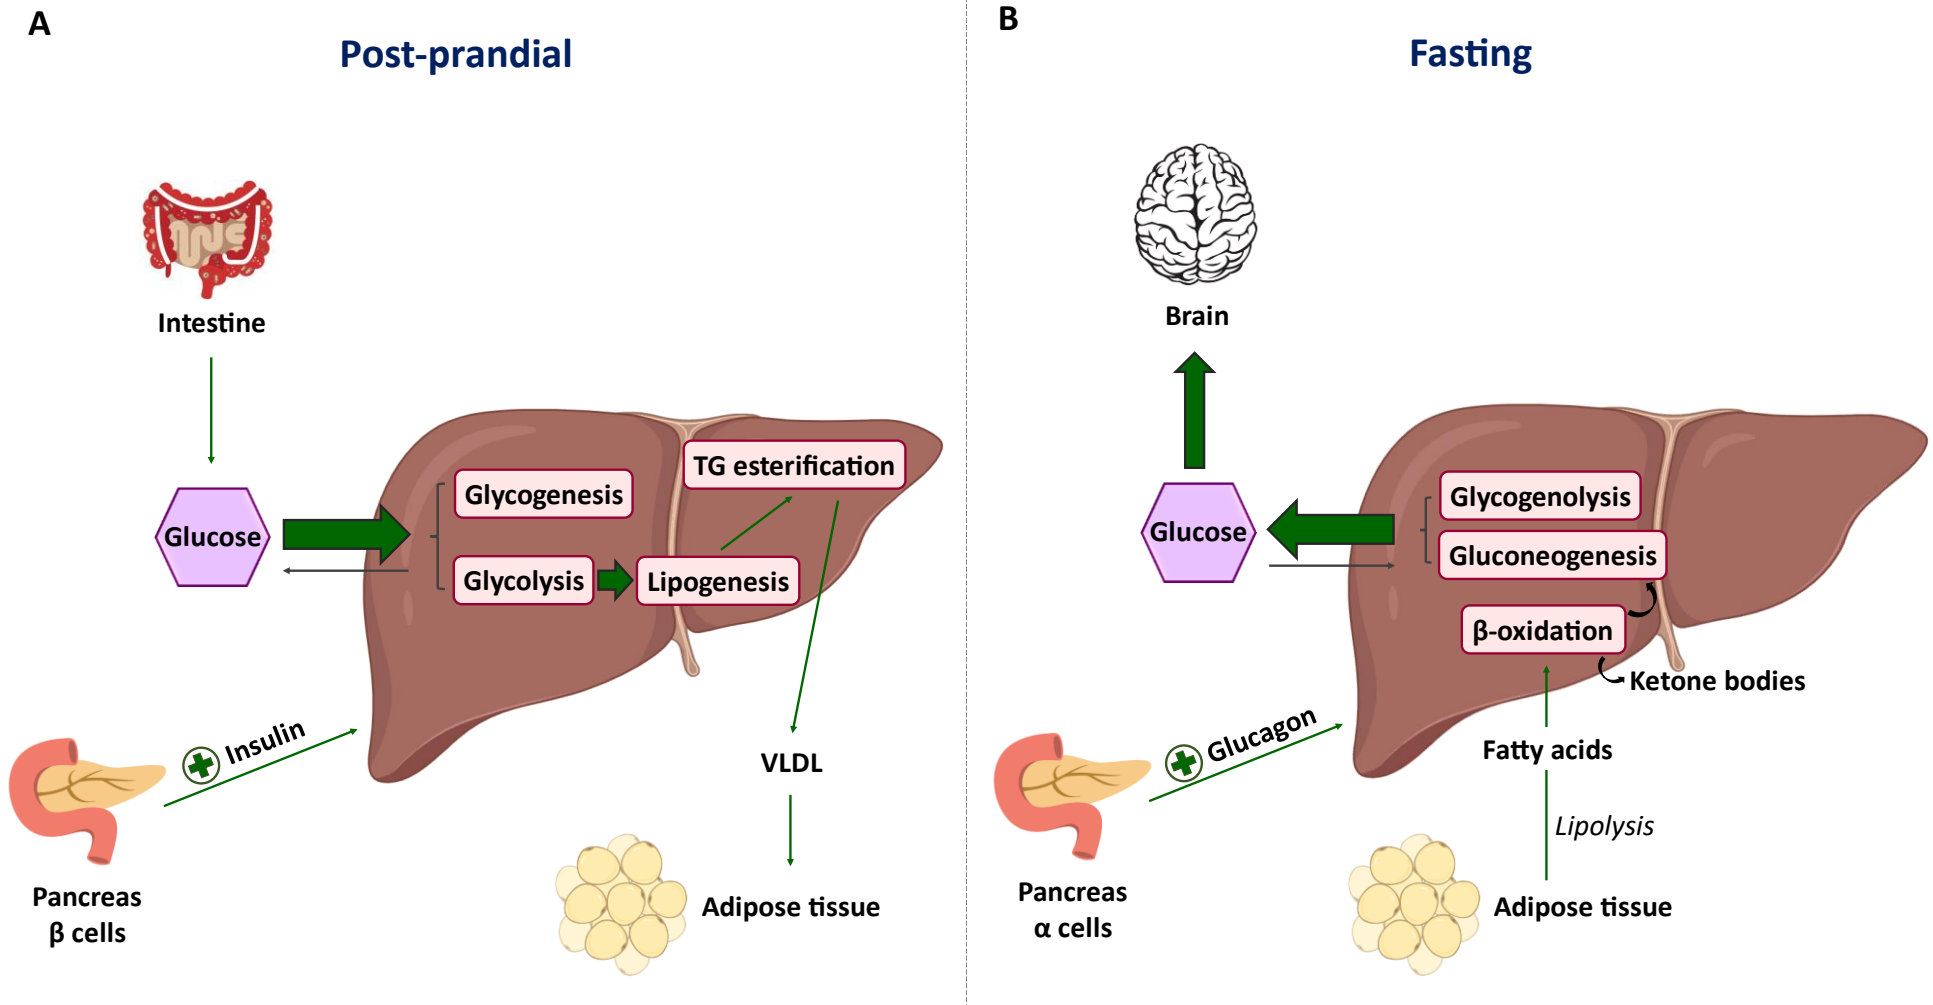 A
Post-prandial
Intestine
Glucose
Glycogenesis
Glycolysis
Lipogenesis
TG esterification
VLDL
Adipose tissue
Insulin
Pancreas
β cells
B
Fasting
Brain
Glucose
Glycogenolysis
Gluconeogenesis
β-oxidation
Ketone bodies
Fatty acids
Lipolysis
Adipose tissue
Glucagon
Pancreas
α cells